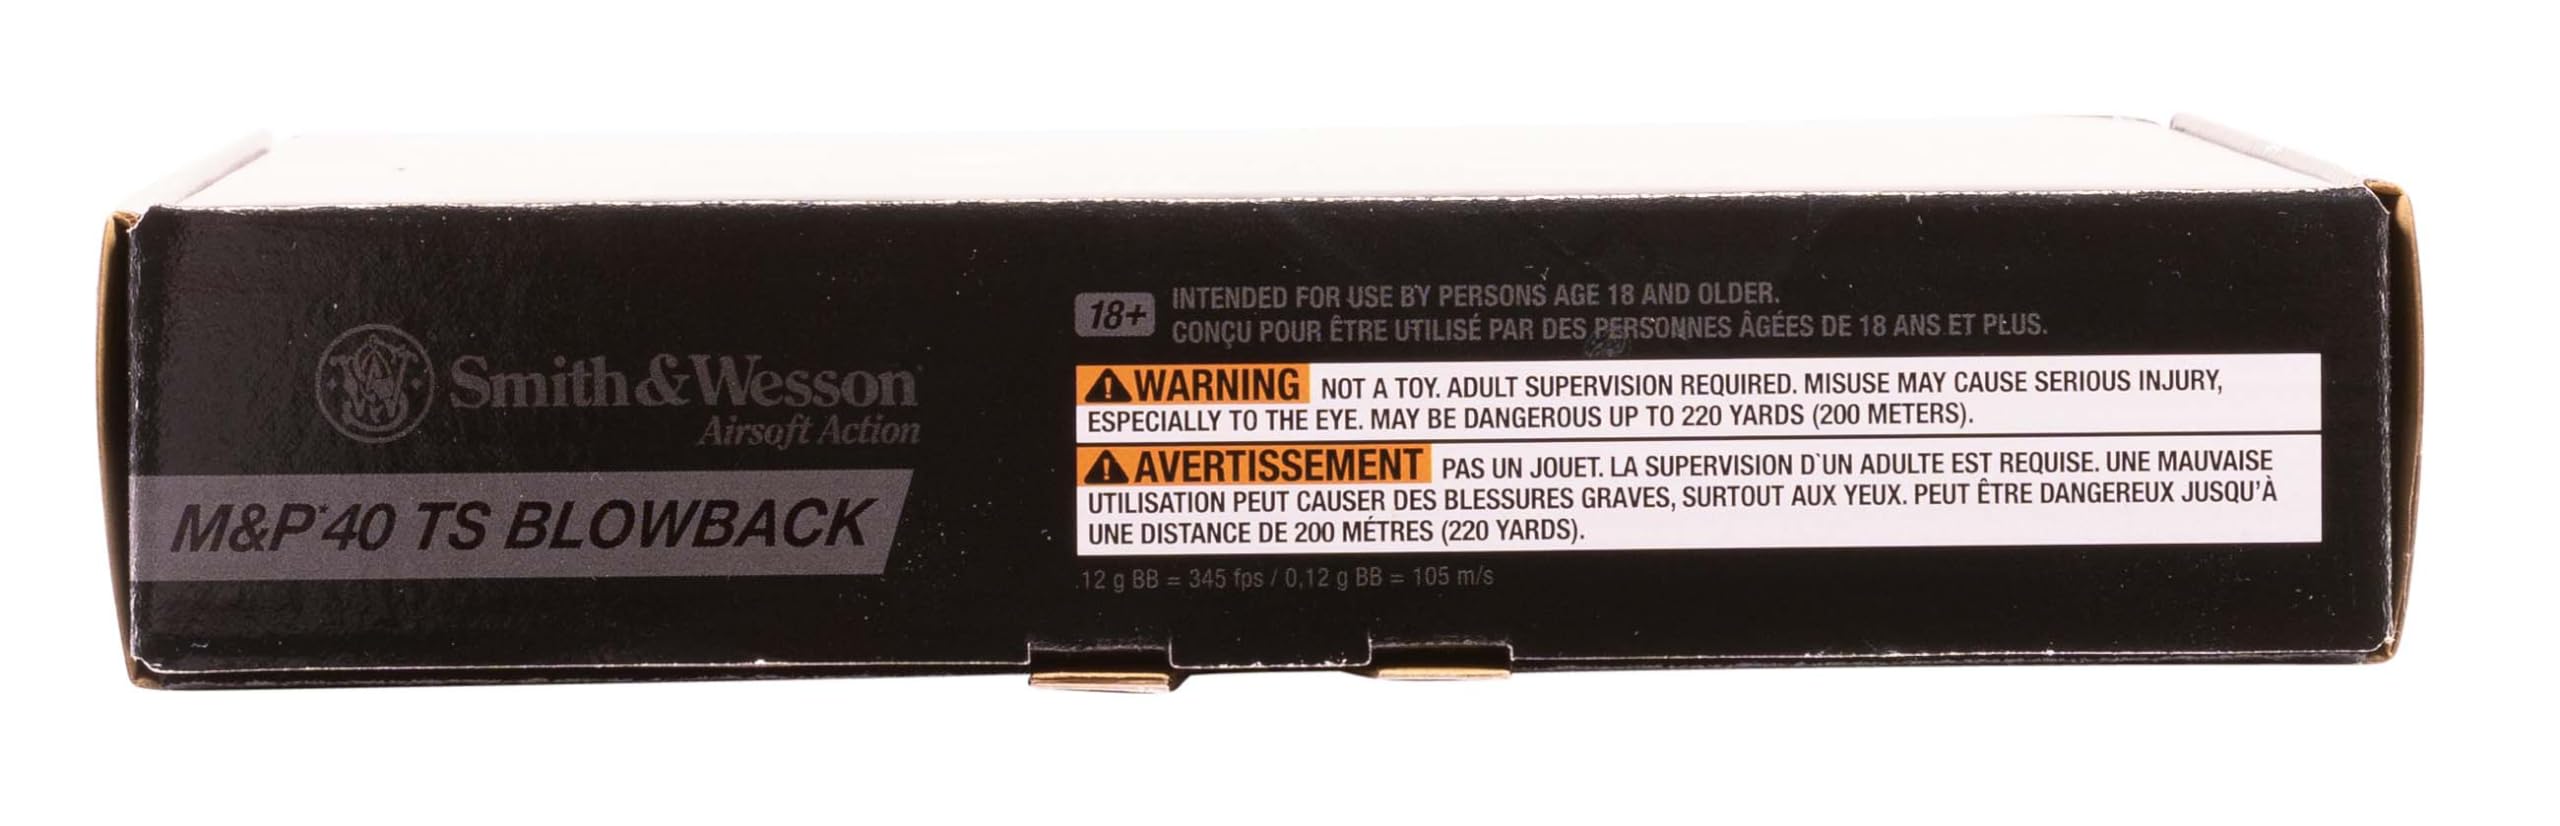 Smith & Wesson
Airsoft Action
M&P*40 TS BLOWBACK
18+
INTENDED FOR USE BY PERSONS AGE 18 AND OLDER.
CONÇU POUR ÊTRE UTILISÉ PAR DES PERSONNES ÂGÉES DE 18 ANS ET PLUS.
WARNING NOT A TOY. ADULT SUPERVISION REQUIRED. MISUSE MAY CAUSE SERIOUS INJURY,
ESPECIALLY TO THE EYE. MAY BE DANGEROUS UP TO 220 YARDS (200 METERS).
AVERTISSEMENT PAS UN JOUET. LA SUPERVISION D`UN ADULTE EST REQUISE. UNE MAUVAISE
UTILISATION PEUT CAUSER DES BLESSURES GRAVES, SURTOUT AUX YEUX. PEUT ÊTRE DANGEREUX JUSQU'À
UNE DISTANCE DE 200 MÉTRES (220 YARDS).
.12 g BB = 345 fps / 0,12 g BB = 105 m/s